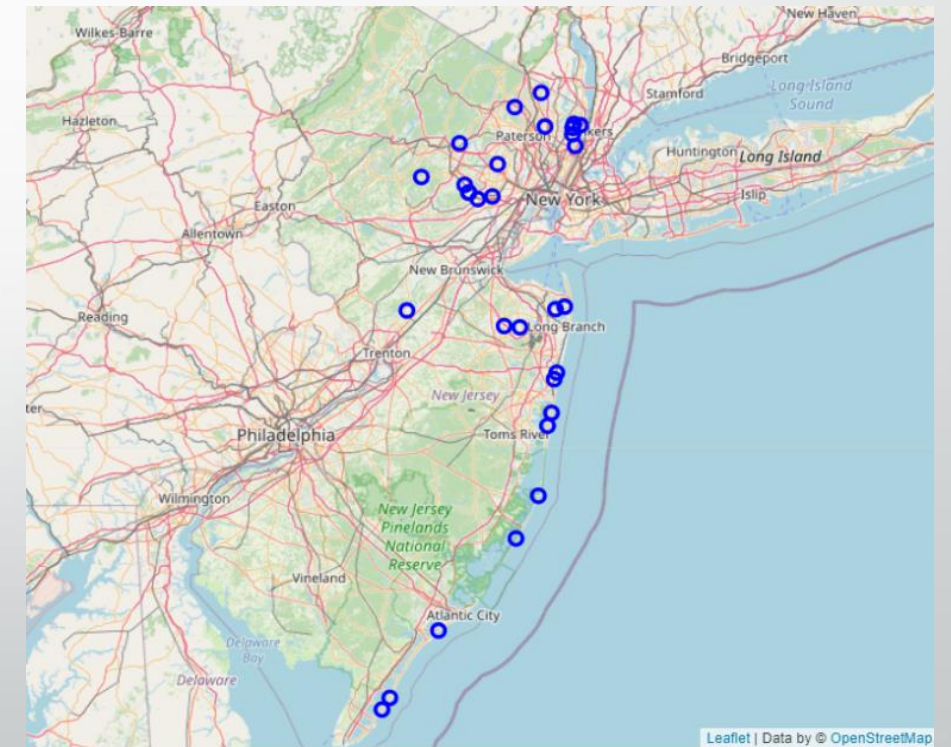 New Haven
Wilkes-Barre
Bridgeport
Stamford
Long Island
Sound
Hazleton
Paterson
kers
Huntington
Long Island
Islip
New York
Easton
Allentown
New Brunswick
Reading
Long Branch
Trenton
New Jersey
ter
Philadelphia
Toms River
Wilmington
New Jersey
Pinelands
National
Reserve
Vineland
Atlantic City
Delaware
Bay
Delaware
Leaflet | Data by © OpenStreetMap